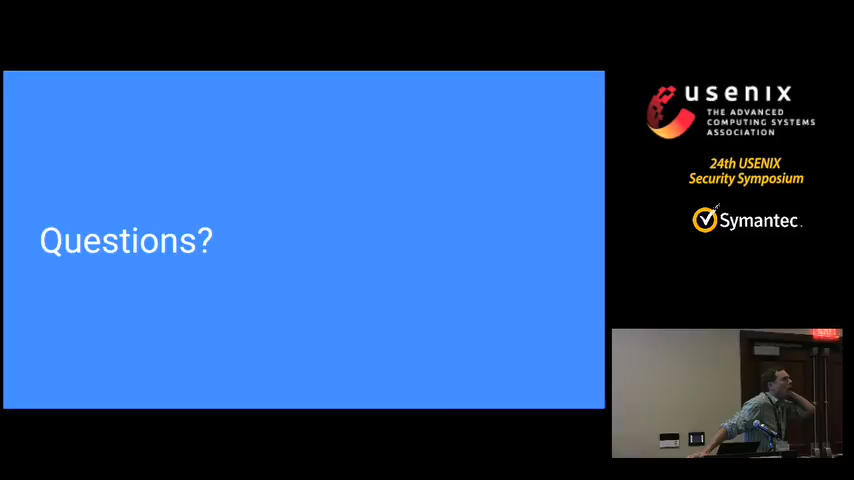 Questions?
usenix
THE ADVANCED
COMPUTING SYSTEMS
ASSOCIATION
24th USENIX
Security Symposium
Symantec.